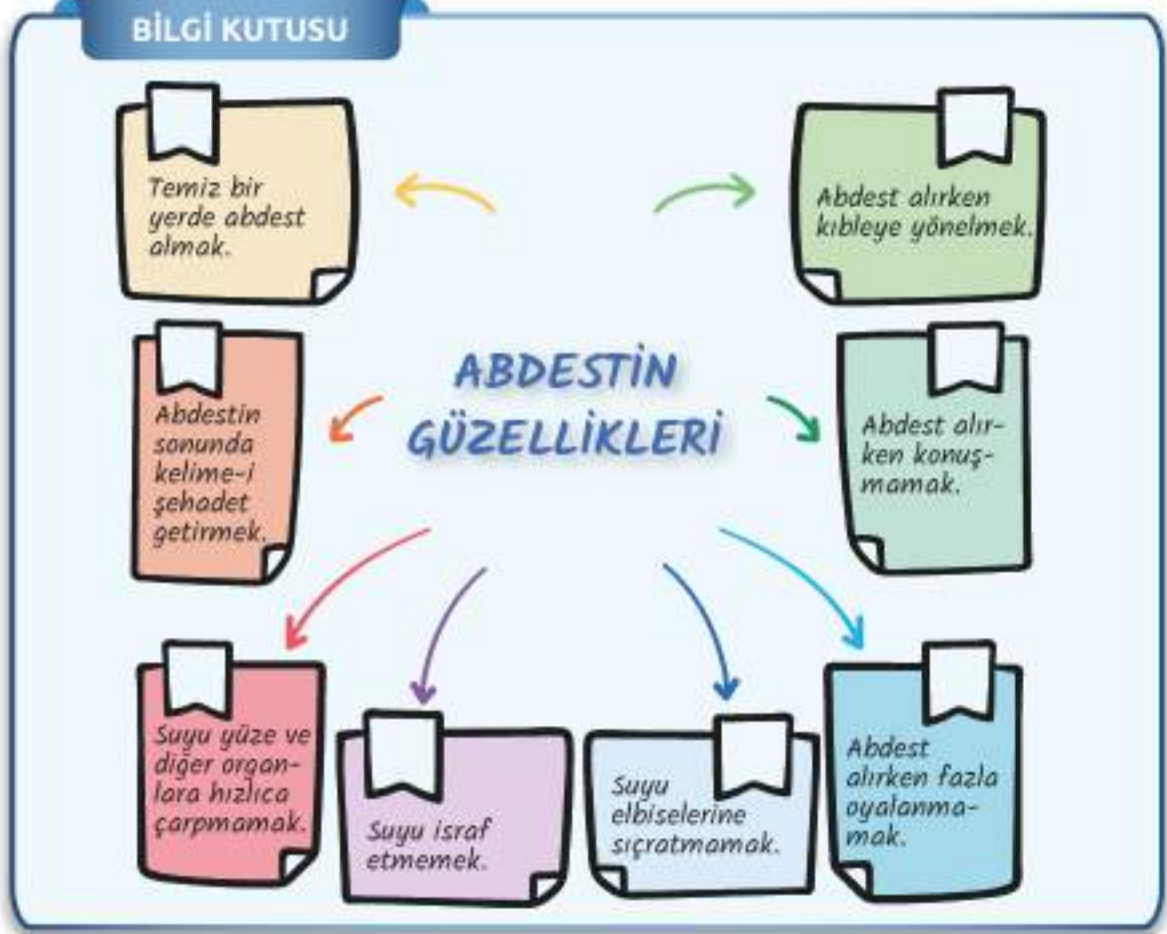 BİLGİ KUTUSU
Temiz bir
yerde abdest
almak.
Abdest alırken
kıbleye yönelmek.
ABDESTİN
GÜZELLİKLERİ
Abdestin
sonunda
kelime-i
şehadet
getirmek.
Abdest alır-
ken konuş-
mamak.
Suyu yüze ve
diğer organ-
lara hızlıca
çarpmamak.
Suyu israf
etmemek.
Suyu
elbiselerine
sıçratmamak.
Abdest
alırken fazla
oyalanma-
mak.